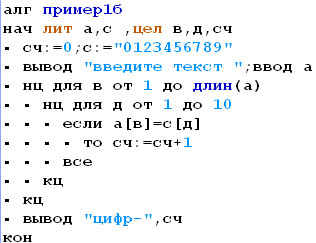 алг пример1б
нач лит а,с ,цел в,д,сч
▪ сч:=0;с:="0123456789"
▪ вывод "введите текст ";ввод а
▪ нц для в от 1 до длин(а)
▪ ▪ нц для д от 1 до 10
▪ ▪ ▪ если а[в]=с[д]
▪ ▪ ▪ ▪ то сч:=сч+1
▪ ▪ ▪ все
▪ ▪ кц
▪ кц
▪ вывод "цифр-",сч
кон